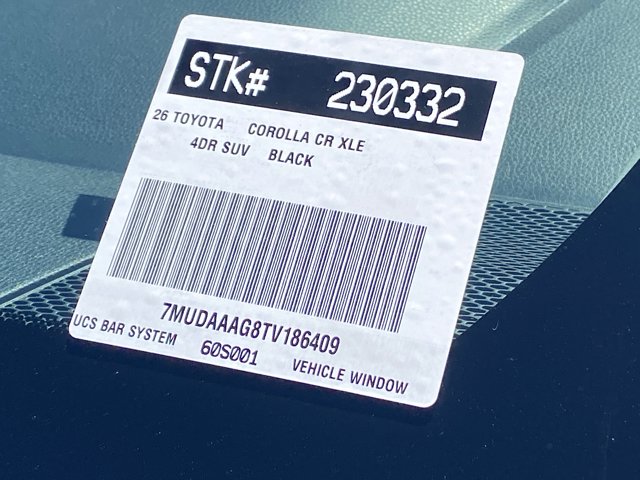 STK# 230332
26 TOYOTA COROLLA CR XLE
4DR SUV BLACK
7MUDAAAG8TV186409
UCS BAR SYSTEM 60S001 VEHICLE WINDOW